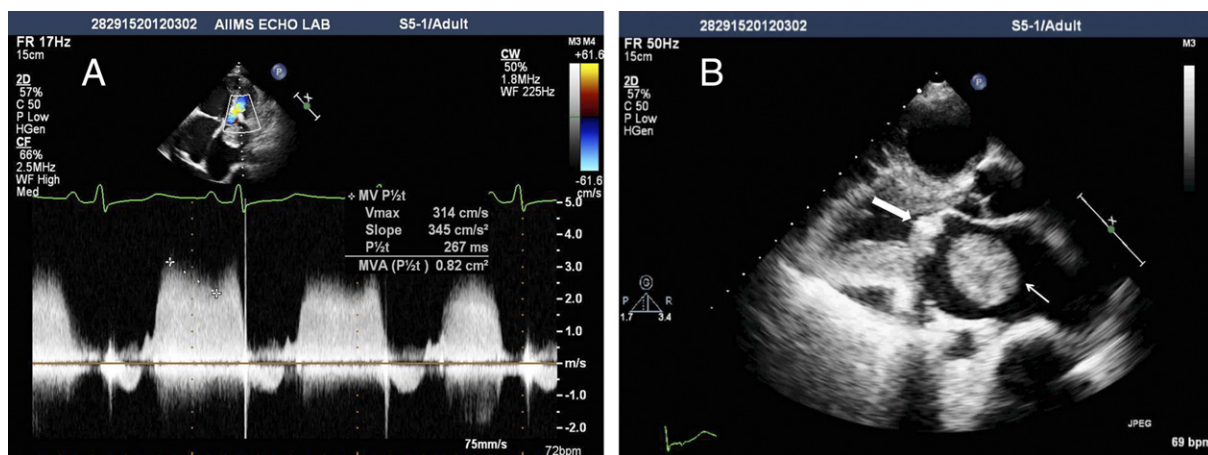 28291520120302 AIIMS ECHO LAB S5-1/Adult
FR 17Hz
15cm
2D
57%
C 50
P Low
HGen
CF
66%
2.5MHz
WF High
Med
A
P
X
CW
50%
1.8MHz
WF 225Hz
M3 M4
+61.6
-61.6
cm/s
MV P½t
Vmax 314 cm/s
Slope 345 cm/s²
P½t 267 ms
MVA (P½t) 0.82 cm²
5.0
4.0
3.0
2.0
1.0
m/s
-1.0
-2.0
75mm/s
72bpm
28291520120302 S5-1/Adult
FR 50Hz
15cm
2D
57%
C 50
P Low
HGen
B
P
X
M3
G
P R
1.7 3.4
JPEG
69 bpm